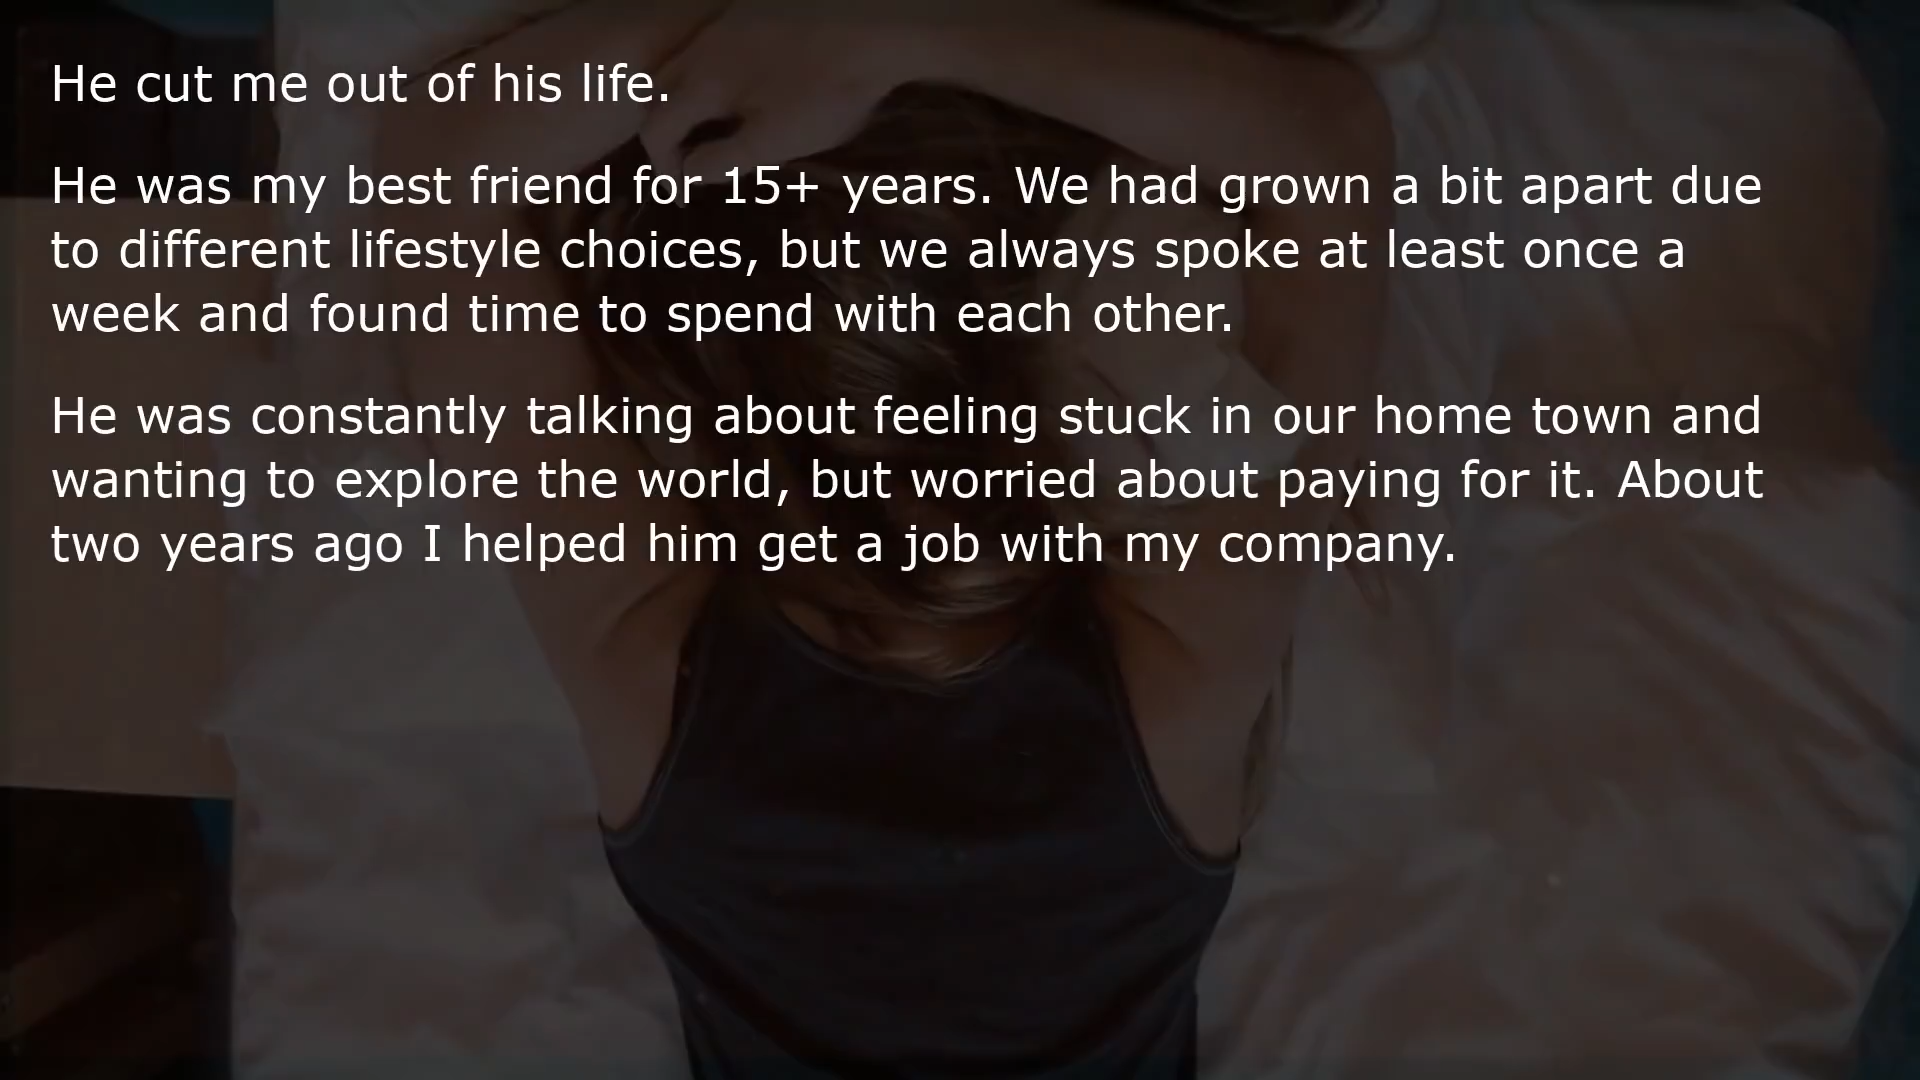 He cut me out of his life.
He was my best friend for 15+ years. We had grown a bit apart due
to different lifestyle choices, but we always spoke at least once a
week and found time to spend with each other.
He was constantly talking about feeling stuck in our home town and
wanting to explore the world, but worried about paying for it. About
two years ago I helped him get a job with my company.